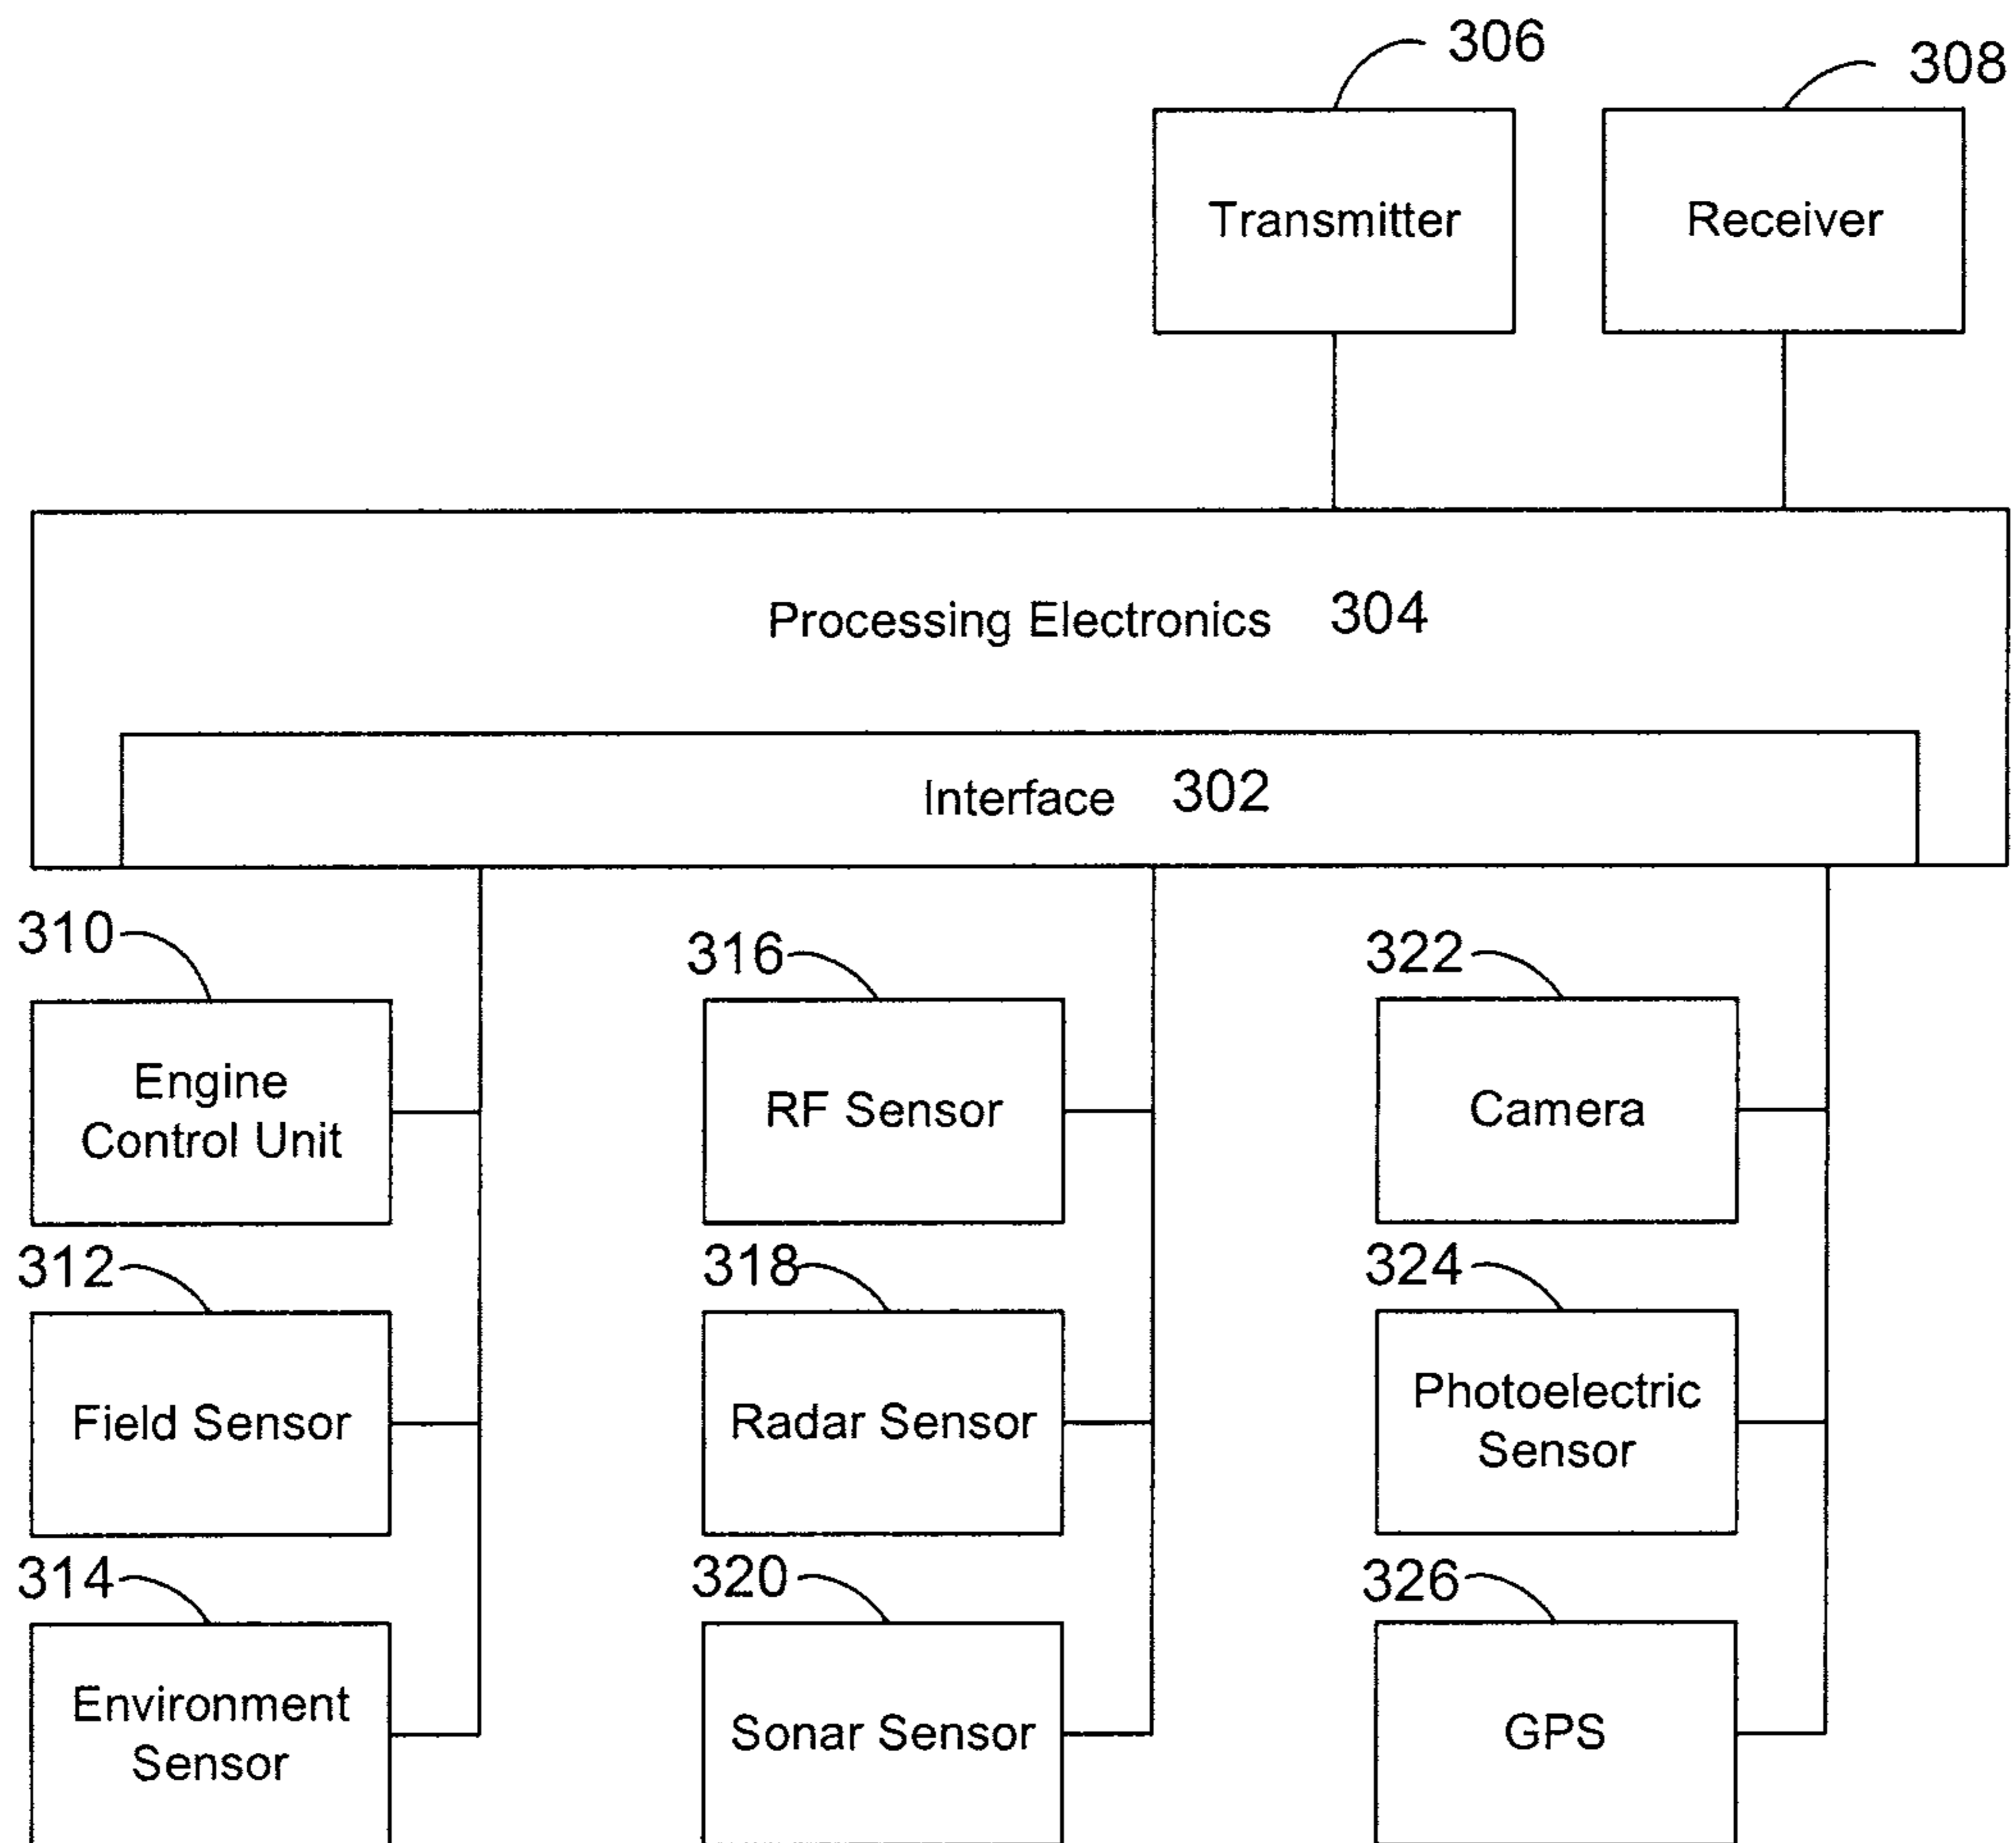 306
308
Transmitter
Receiver
Processing Electronics 304
Interface 302
310
316
322
Engine
Control Unit
RF Sensor
Camera
312
318
324
Field Sensor
Radar Sensor
Photoelectric
Sensor
314
320
326
Environment
Sensor
Sonar Sensor
GPS